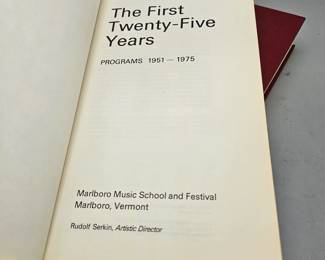 The First
Twenty-Five
Years
PROGRAMS 1951 — 1975
Marlboro Music School and Festival
Marlboro, Vermont
Rudolf Serkin, Artistic Director